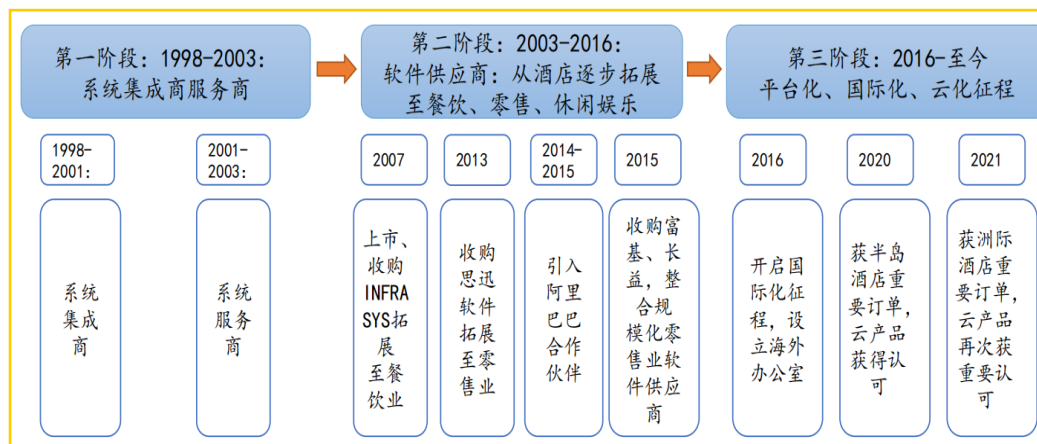 第一阶段：1998-2003：
系统集成商服务商
第二阶段：2003-2016：
软件供应商：从酒店逐步拓展
至餐饮、零售、休闲娱乐
第三阶段：2016-至今
平台化、国际化、云化征程
1998-
2001：
2001-
2003：
2007
2013
2014-
2015
2015
2016
2020
2021
系统
集成
商
系统
服务
商
上市、
收购
INFRA
SYS拓
展
至餐
饮业
收购
思迅
软件
拓展
至零
售业
引入
阿里
巴巴
合作
伙伴
收购富
基、长
益，整
合规
模化零
售业软
件供应
商
开启国
际化征
程，设
立海外
办公室
获半岛
酒店重
要订单，
云产品
获得认
可
获洲际
酒店重
要订单，
云产品
再次获
重要认
可